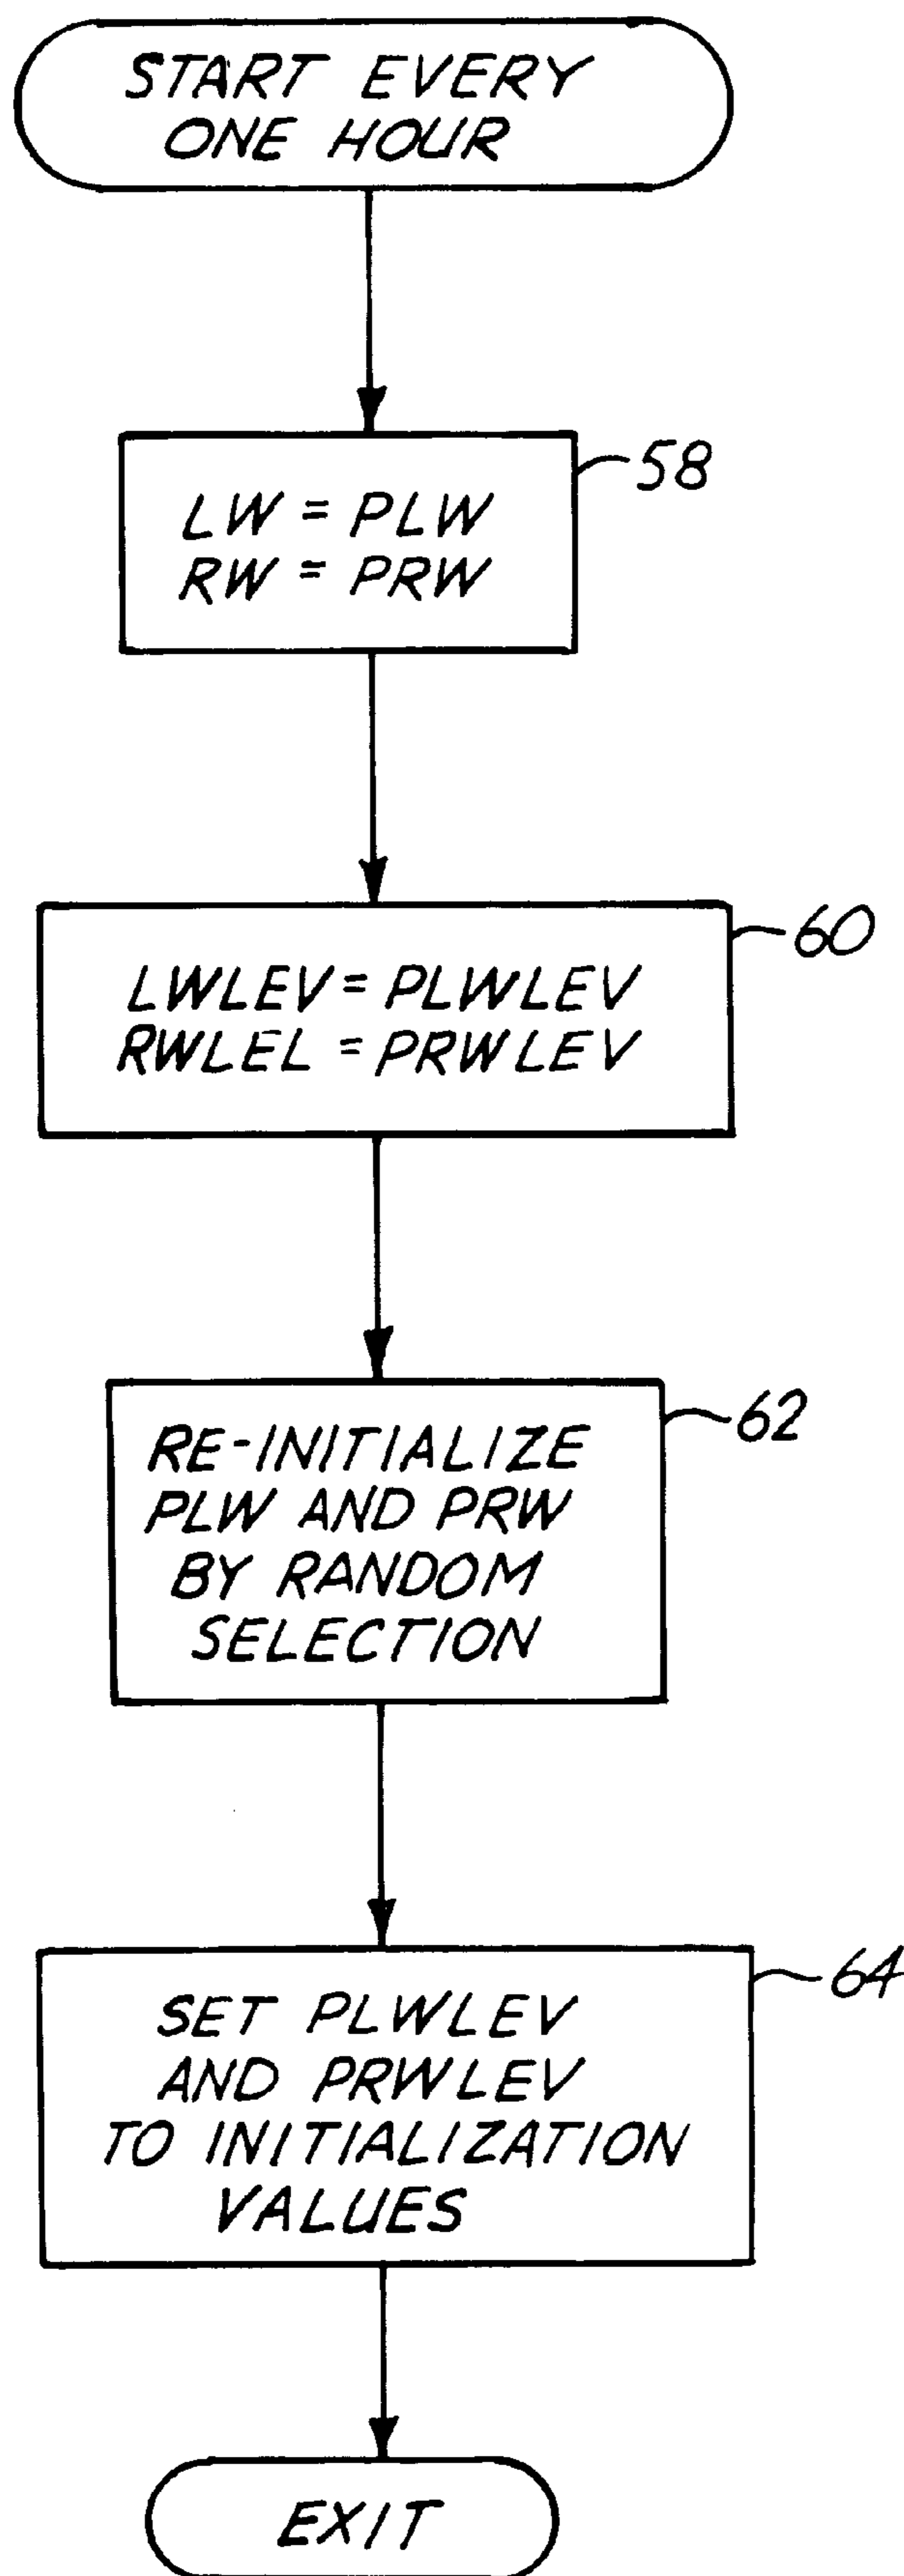 START EVERY
ONE HOUR
58
LW = PLW
RW = PRW
60
LWLEV = PLWLEV
RWLEL = PRWLEV
62
RE-INITIALIZE
PLW AND PRW
BY RANDOM
SELECTION
64
SET PLWLEV
AND PRWLEV
TO INITIALIZATION
VALUES
EXIT